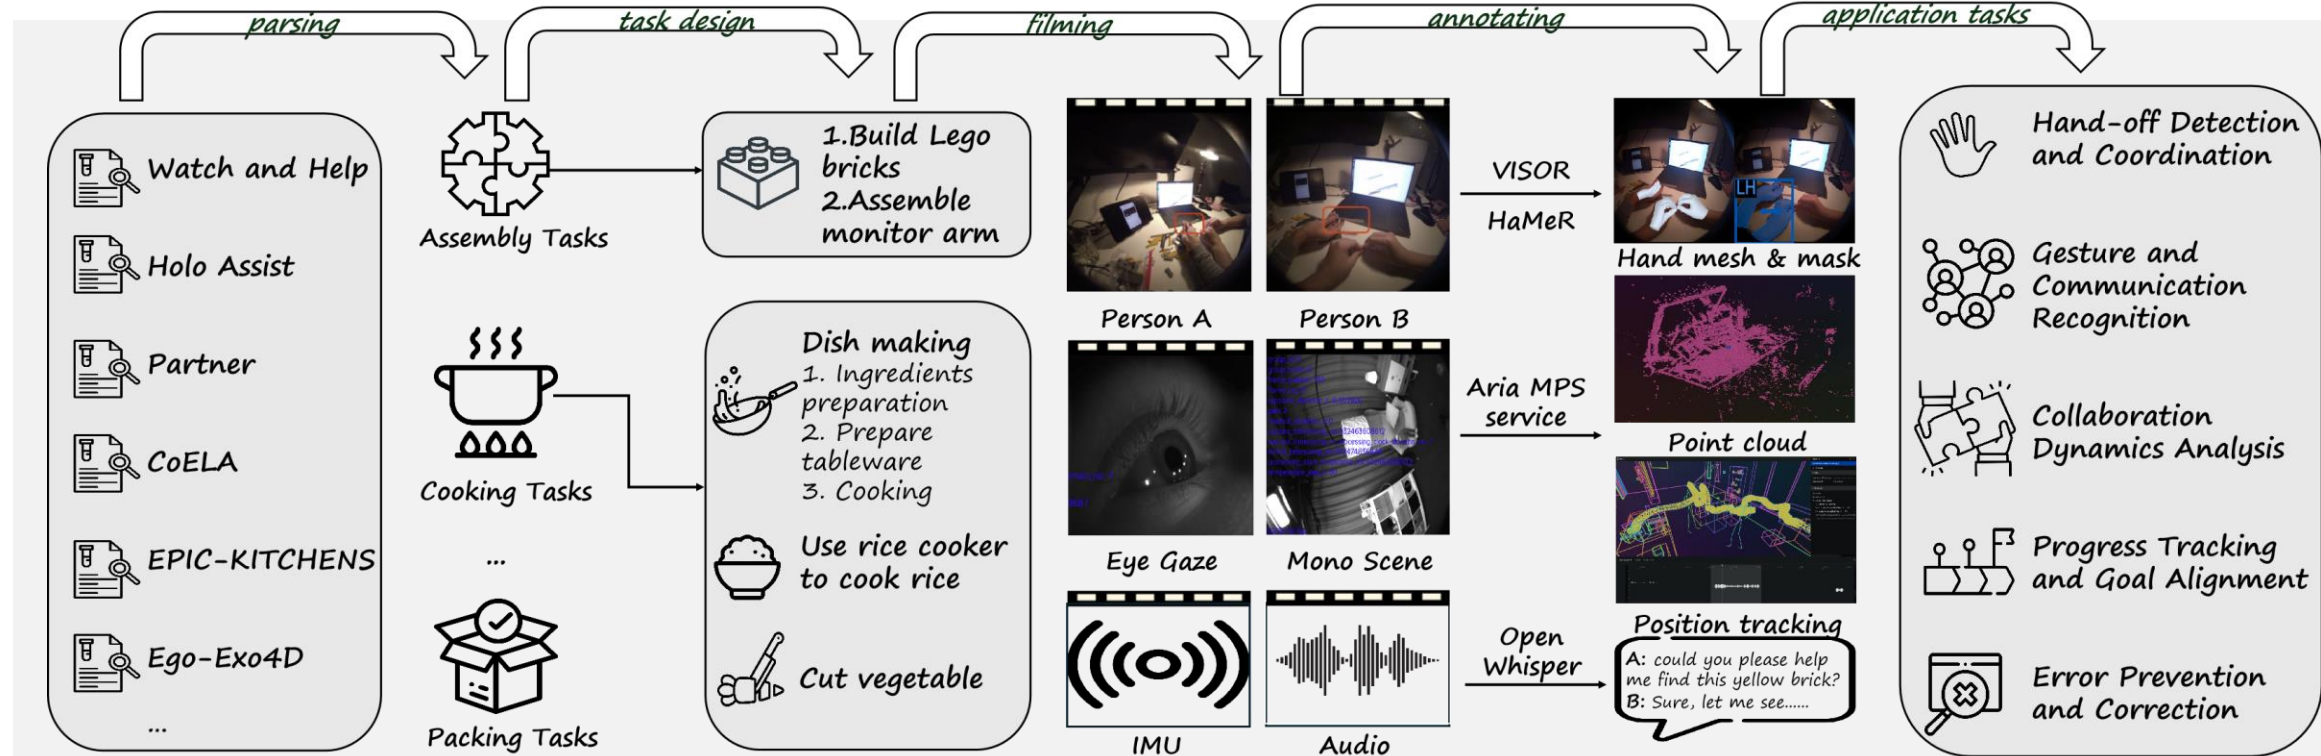 parsing
task design
filming
annotating
application tasks
Watch and Help
Holo Assist
Partner
CoELA
EPIC-KITCHENS
Ego-Exo4D
...
Assembly Tasks
Cooking Tasks
...
Packing Tasks
1.Build Lego
bricks
2.Assemble
monitor arm
Dish making
1. Ingredients
preparation
2. Prepare
tableware
3. Cooking
Use rice cooker
to cook rice
Cut vegetable
Person A
Person B
Eye Gaze
Mono Scene
IMU
Audio
VISOR
HaMeR
Aria MPS
service
Open
Whisper
LH
Hand mesh & mask
Point cloud
Position tracking
A: could you please help
me find this yellow brick?
B: Sure, let me see......
Hand-off Detection
and Coordination
Gesture and
Communication
Recognition
Collaboration
Dynamics Analysis
Progress Tracking
and Goal Alignment
Error Prevention
and Correction